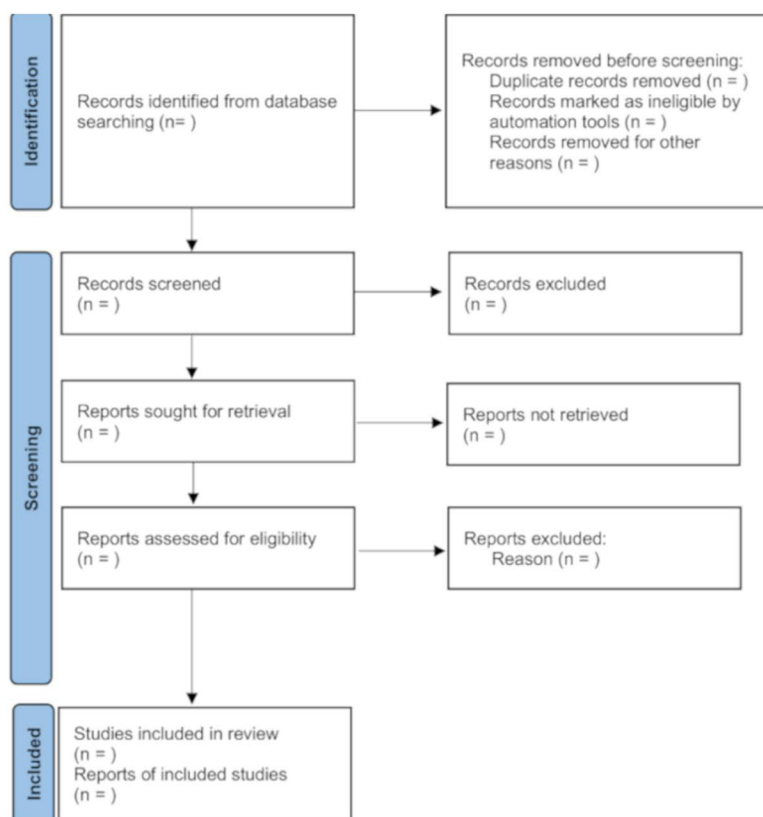 Identification
Records identified from database
searching (n= )
Records removed before screening:
Duplicate records removed (n = )
Records marked as ineligible by
automation tools (n = )
Records removed for other
reasons (n = )
Screening
Records screened
(n = )
Records excluded
(n = )
Reports sought for retrieval
(n = )
Reports not retrieved
(n = )
Reports assessed for eligibility
(n = )
Reports excluded:
Reason (n = )
Included
Studies included in review
(n = )
Reports of included studies
(n = )